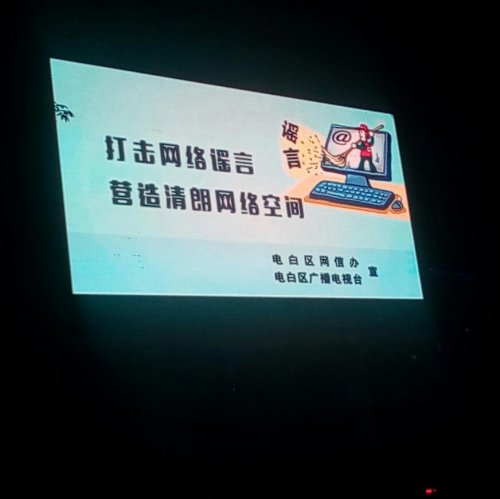 打击网络谣言
营造清朗网络空间
谣言
@
电白区网信办
电白区广播电视台
宣